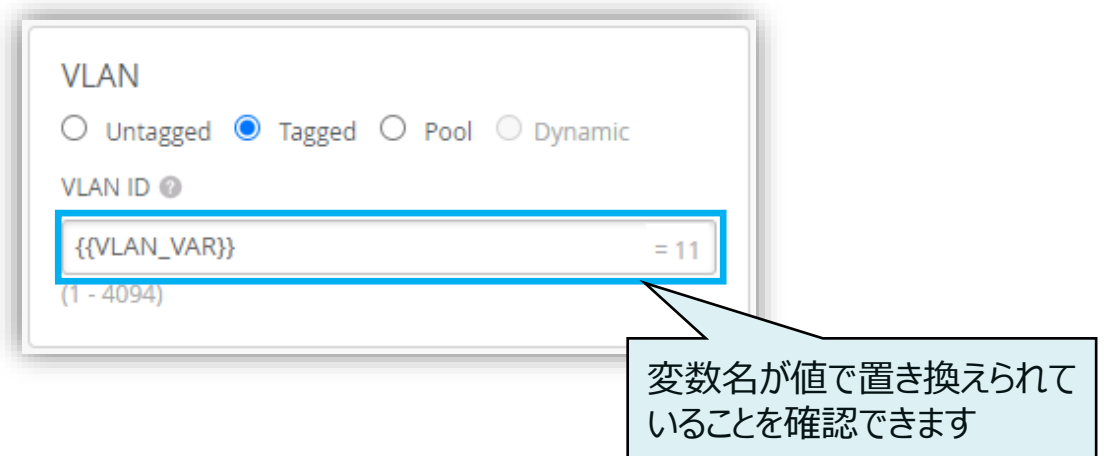 VLAN
Untagged Tagged Pool Dynamic
VLAN ID ?
{{VLAN_VAR}} = 11
(1 - 4094)
変数名が値で置き換えられて
いることを確認できます